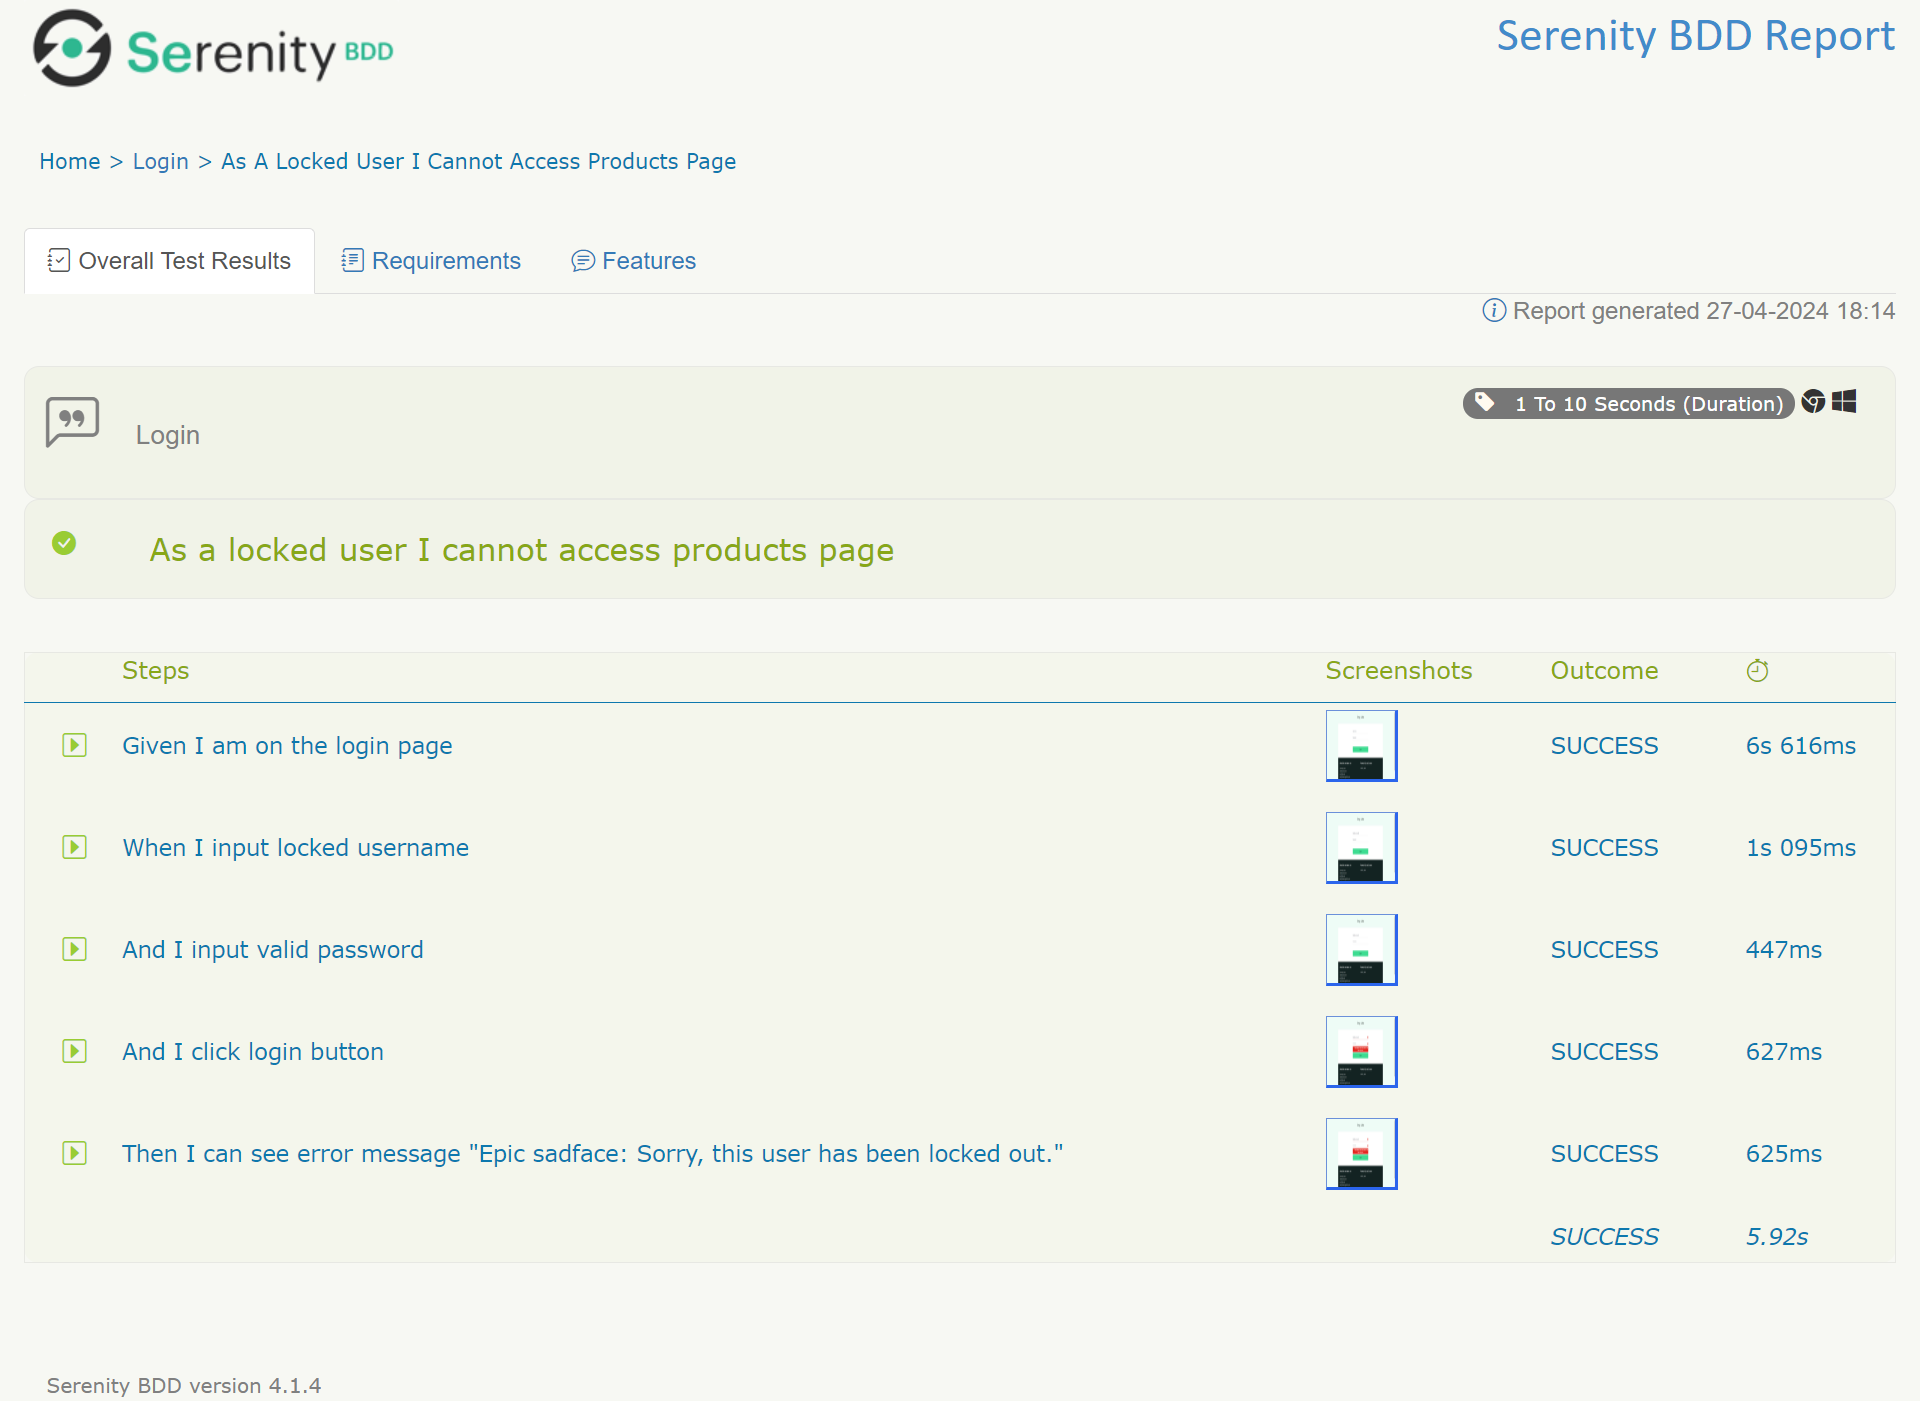 Serenity BDD
Serenity BDD Report
Home > Login > As A Locked User I Cannot Access Products Page
Overall Test Results Requirements Features
Report generated 27-04-2024 18:14
1 To 10 Seconds (Duration)
Login
As a locked user I cannot access products page
Steps Screenshots Outcome
Given I am on the login page SUCCESS 6s 616ms
When I input locked username SUCCESS 1s 095ms
And I input valid password SUCCESS 447ms
And I click login button SUCCESS 627ms
Then I can see error message "Epic sadface: Sorry, this user has been locked out." SUCCESS 625ms
SUCCESS 5.92s
Serenity BDD version 4.1.4